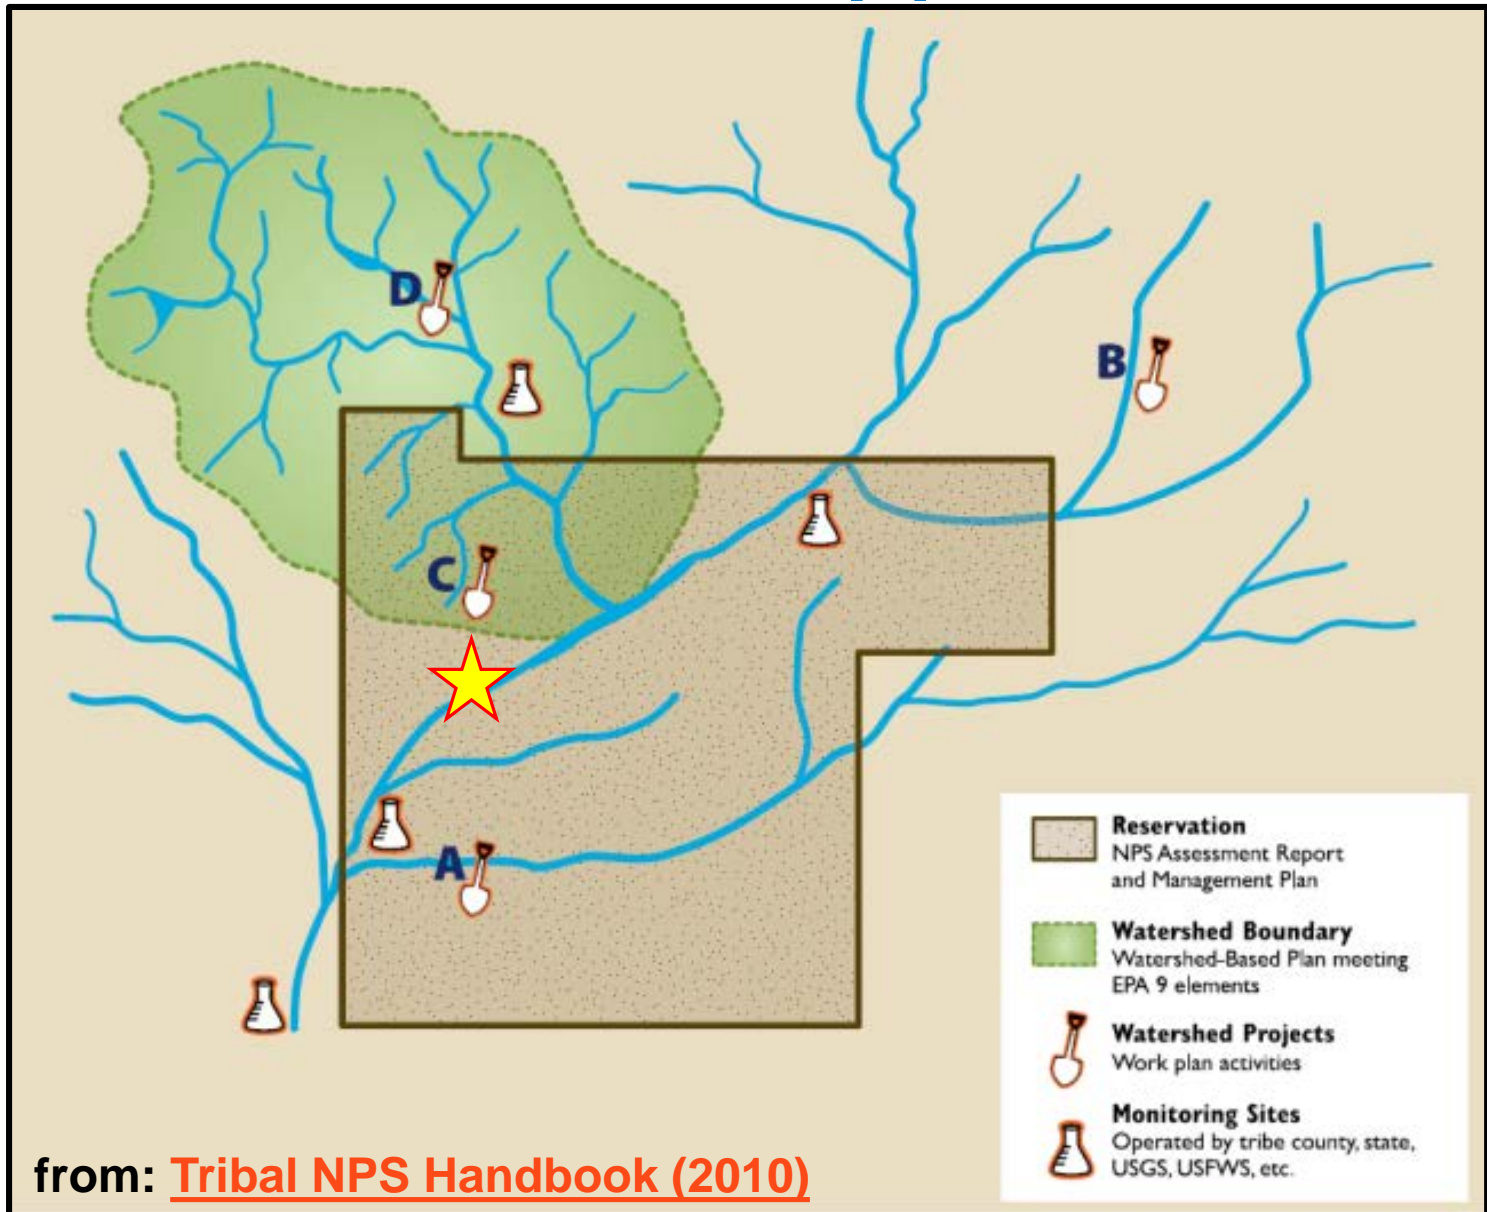 D
B
C
A
Reservation
NPS Assessment Report
and Management Plan
Watershed Boundary
Watershed-Based Plan meeting
EPA 9 elements
Watershed Projects
Work plan activities
Monitoring Sites
Operated by tribe county, state,
USGS, USFWS, etc.
from: Tribal NPS Handbook (2010)